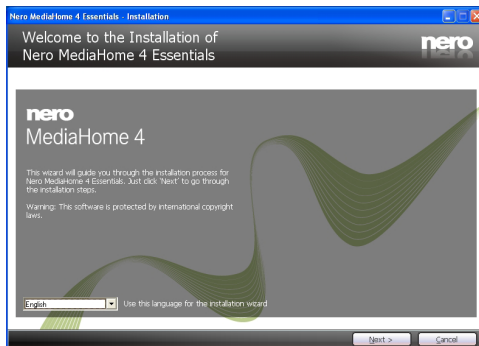 Nero MediaHome 4 Essentials - Installation
Welcome to the Installation of
Nero MediaHome 4 Essentials
nero
nero
MediaHome 4
This wizard will guide you through the installation process for
Nero MediaHome 4 Essentials. Just click 'Next' to go through
the installation steps.
Warning: This software is protected by international copyright
laws.
English Use this language for the installation wizard
Next > Cancel